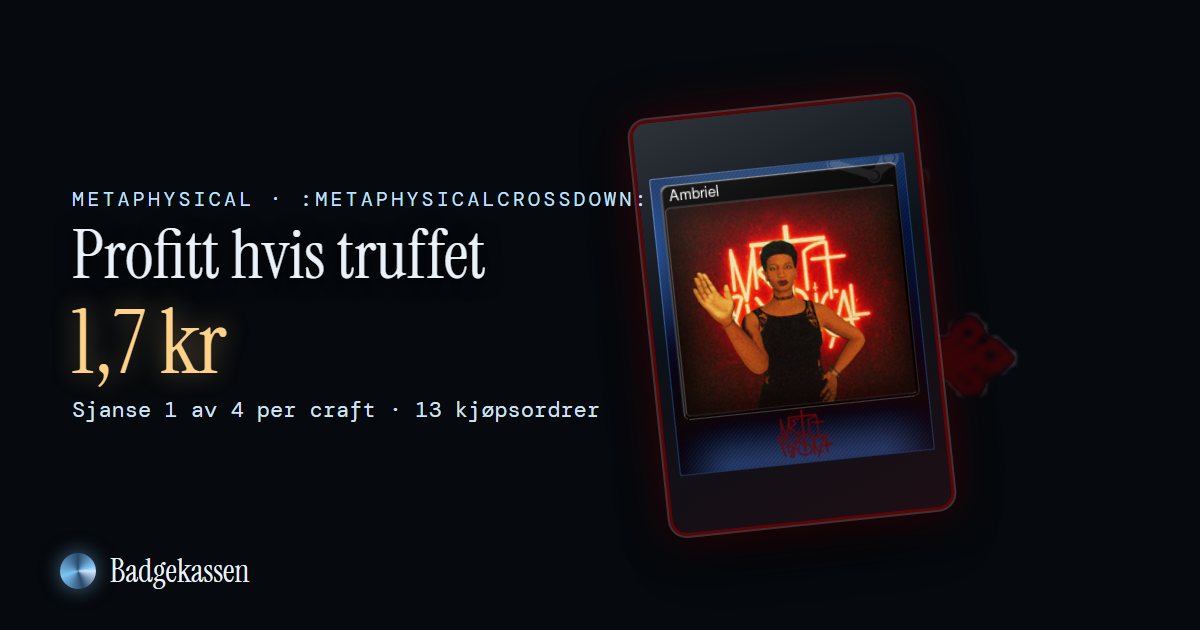 METAPHYSICAL · :METAPHYSICALCROSSDOWN:
Profitt hvis truffet
1,7 kr
Sjanse 1 av 4 per craft · 13 kjøpsordrer
Ambriel
Badgekassen